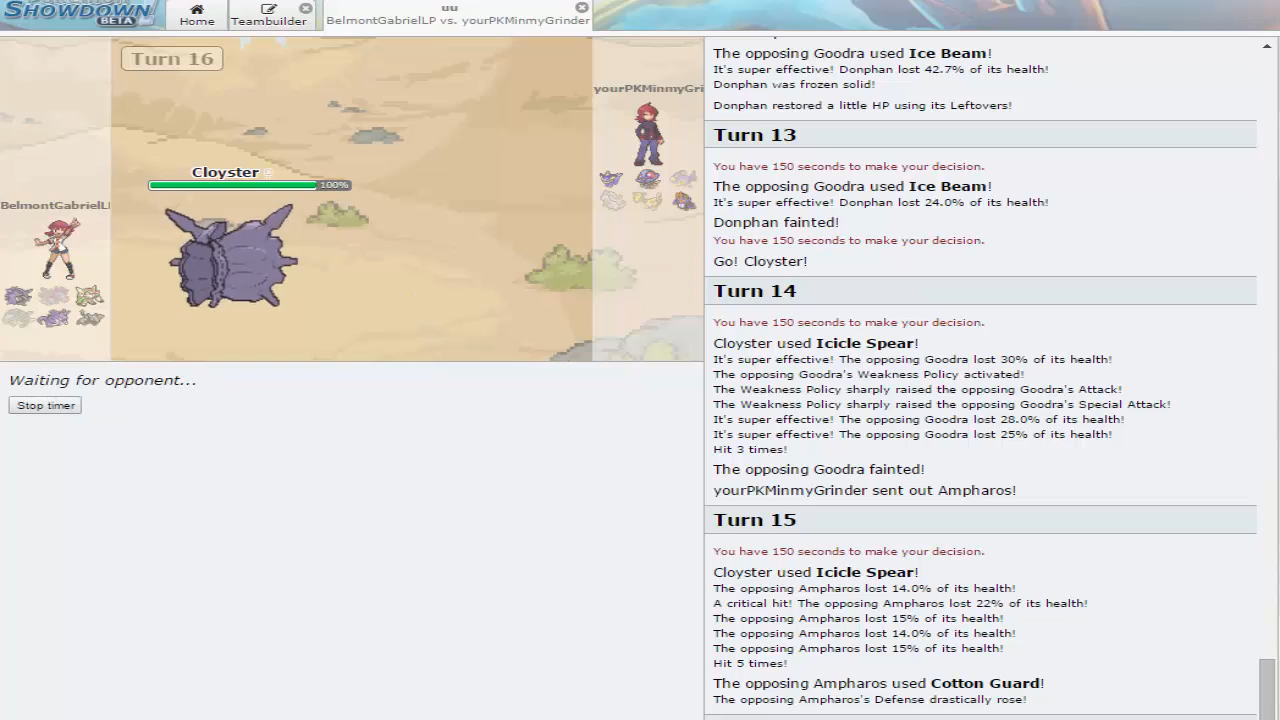 SHOWDOWN
BETA
Home
Teambuilder
uu
BelmontGabrielLP vs. yourPKMinmyGrinder
Turn 16
yourPKMinmyGri
Cloyster
100%
BelmontGabrielL
Waiting for opponent...
Stop timer
The opposing Goodra used Ice Beam!
It's super effective! Donphan lost 42.7% of its health!
Donphan was frozen solid!
Donphan restored a little HP using its Leftovers!
Turn 13
You have 150 seconds to make your decision.
The opposing Goodra used Ice Beam!
It's super effective! Donphan lost 24.0% of its health!
Donphan fainted!
You have 150 seconds to make your decision.
Go! Cloyster!
Turn 14
You have 150 seconds to make your decision.
Cloyster used Icicle Spear!
It's super effective! The opposing Goodra lost 30% of its health!
The opposing Goodra's Weakness Policy activated!
The Weakness Policy sharply raised the opposing Goodra's Attack!
The Weakness Policy sharply raised the opposing Goodra's Special Attack!
It's super effective! The opposing Goodra lost 28.0% of its health!
It's super effective! The opposing Goodra lost 25% of its health!
Hit 3 times!
The opposing Goodra fainted!
yourPKMinmyGrinder sent out Ampharos!
Turn 15
You have 150 seconds to make your decision.
Cloyster used Icicle Spear!
The opposing Ampharos lost 14.0% of its health!
A critical hit! The opposing Ampharos lost 22% of its health!
The opposing Ampharos lost 15% of its health!
The opposing Ampharos lost 14.0% of its health!
The opposing Ampharos lost 15% of its health!
Hit 5 times!
The opposing Ampharos used Cotton Guard!
The opposing Ampharos's Defense drastically rose!